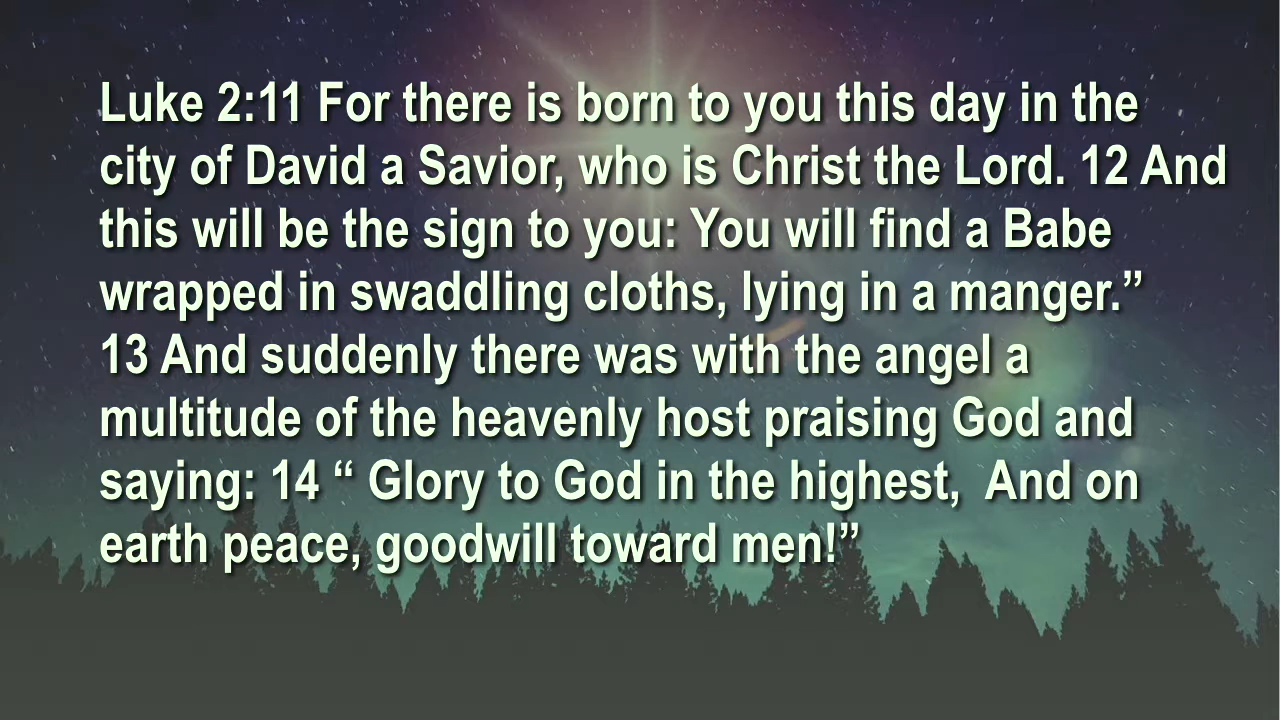 Luke 2:11 For there is born to you this day in the
city of David a Savior, who is Christ the Lord. 12 And
this will be the sign to you: You will find a Babe
wrapped in swaddling cloths, lying in a manger.”
13 And suddenly there was with the angel a
multitude of the heavenly host praising God and
saying: 14 “ Glory to God in the highest,  And on
earth peace, goodwill toward men!”